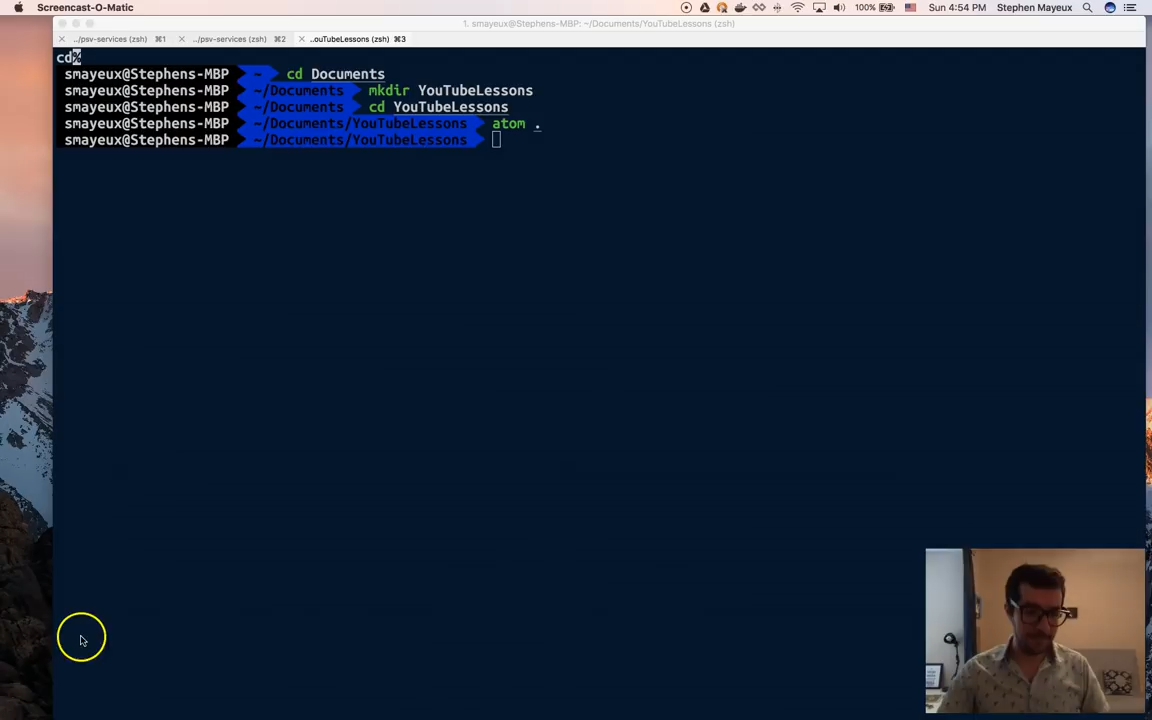 Screencast-O-Matic 100% Sun 4:54 PM Stephen Mayeux
1. smayeux@Stephens-MBP: ~/Documents/YouTubeLessons (zsh)
../psv-services (zsh) ⌘1 ../psv-services (zsh) ⌘2 ..ouTubeLessons (zsh) ⌘3
cd%
smayeux@Stephens-MBP ~ cd Documents
smayeux@Stephens-MBP ~/Documents mkdir YouTubeLessons
smayeux@Stephens-MBP ~/Documents cd YouTubeLessons
smayeux@Stephens-MBP ~/Documents/YouTubeLessons atom .
smayeux@Stephens-MBP ~/Documents/YouTubeLessons